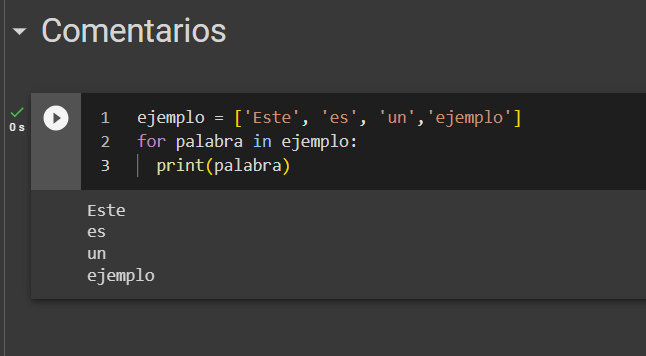 Comentarios
0 s
1 ejemplo = ['Este', 'es', 'un','ejemplo']
2 for palabra in ejemplo:
3 print(palabra)
Este
es
un
ejemplo